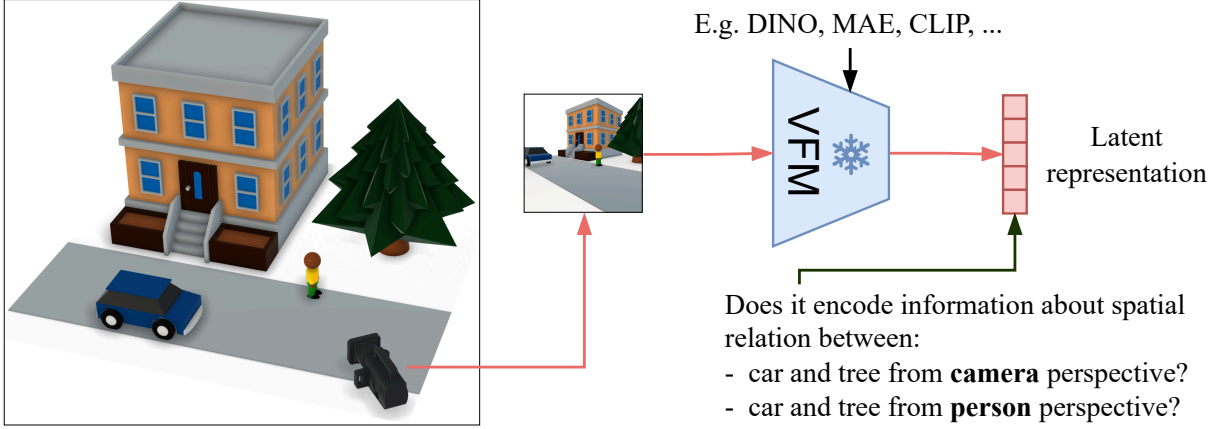 E.g. DINO, MAE, CLIP, ...
VFM
Latent
representation
Does it encode information about spatial
relation between:
- car and tree from camera perspective?
- car and tree from person perspective?